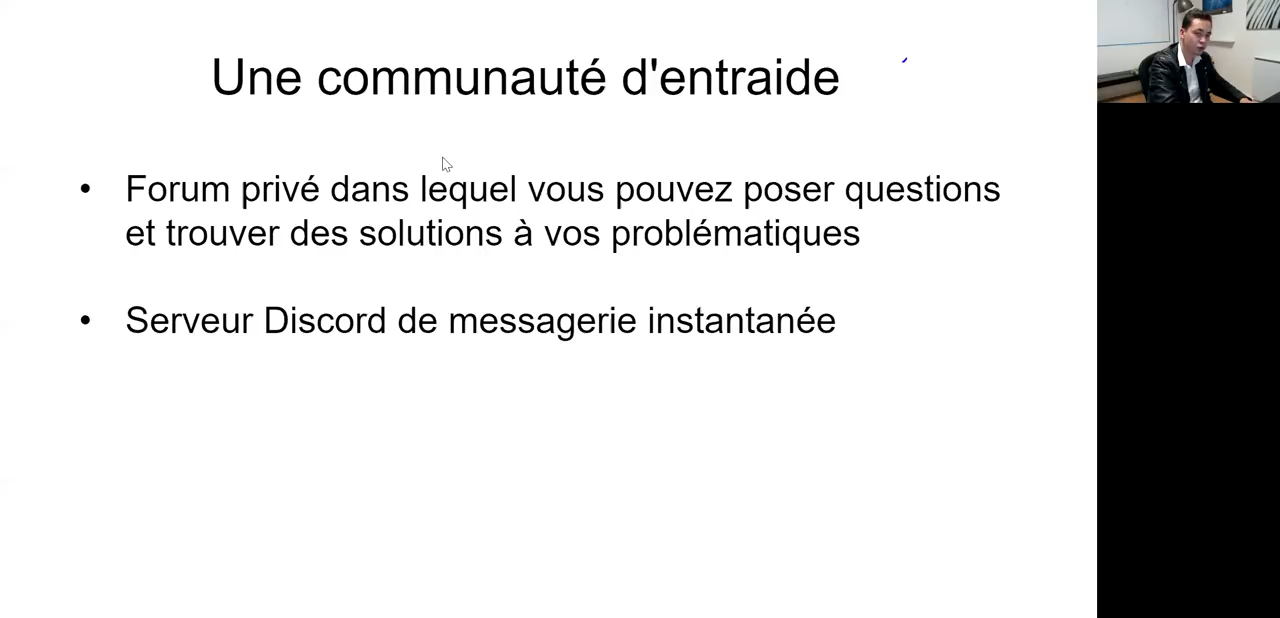 Une communauté d'entraide
• Forum privé dans lequel vous pouvez poser questions
et trouver des solutions à vos problématiques
• Serveur Discord de messagerie instantanée